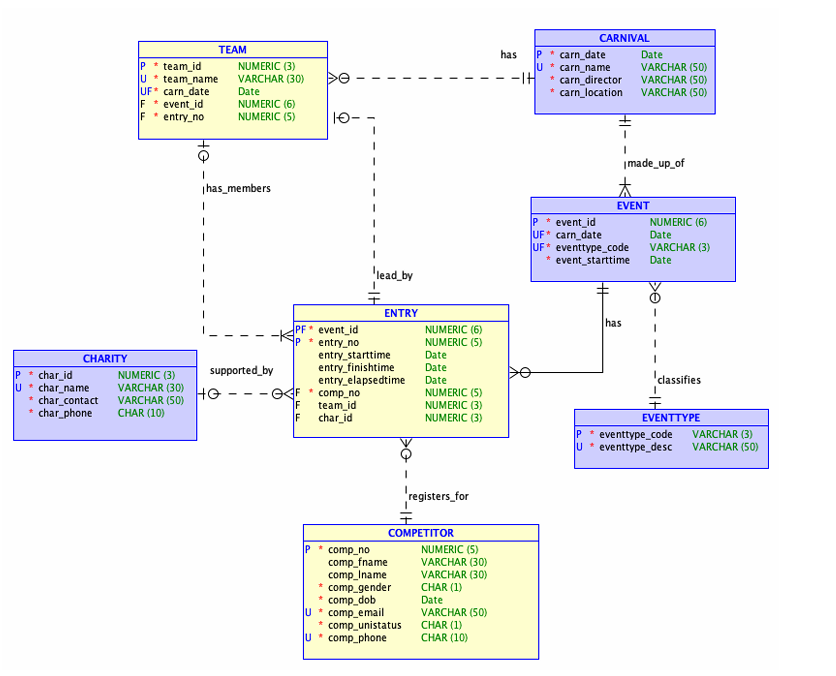 TEAM
P * team_id NUMERIC (3)
U * team_name VARCHAR (30)
UF* carn_date Date
F * event_id NUMERIC (6)
F * entry_no NUMERIC (5)
has
CARNIVAL
P * carn_date Date
U * carn_name VARCHAR (50)
* carn_director VARCHAR (50)
* carn_location VARCHAR (50)
has_members
made_up_of
EVENT
P * event_id NUMERIC (6)
UF* carn_date Date
UF* eventtype_code VARCHAR (3)
* event_starttime Date
lead_by
has
ENTRY
PF * event_id NUMERIC (6)
P * entry_no NUMERIC (5)
entry_starttime Date
entry_finishtime Date
entry_elapsedtime Date
F * comp_no NUMERIC (5)
F team_id NUMERIC (3)
F char_id NUMERIC (3)
CHARITY
P * char_id NUMERIC (3)
U * char_name VARCHAR (30)
* char_contact VARCHAR (50)
* char_phone CHAR (10)
supported_by
classifies
EVENTTYPE
P * eventtype_code VARCHAR (3)
U * eventtype_desc VARCHAR (50)
registers_for
COMPETITOR
P * comp_no NUMERIC (5)
comp_fname VARCHAR (30)
comp_lname VARCHAR (30)
* comp_gender CHAR (1)
* comp_dob Date
U * comp_email VARCHAR (50)
* comp_unistatus CHAR (1)
U * comp_phone CHAR (10)